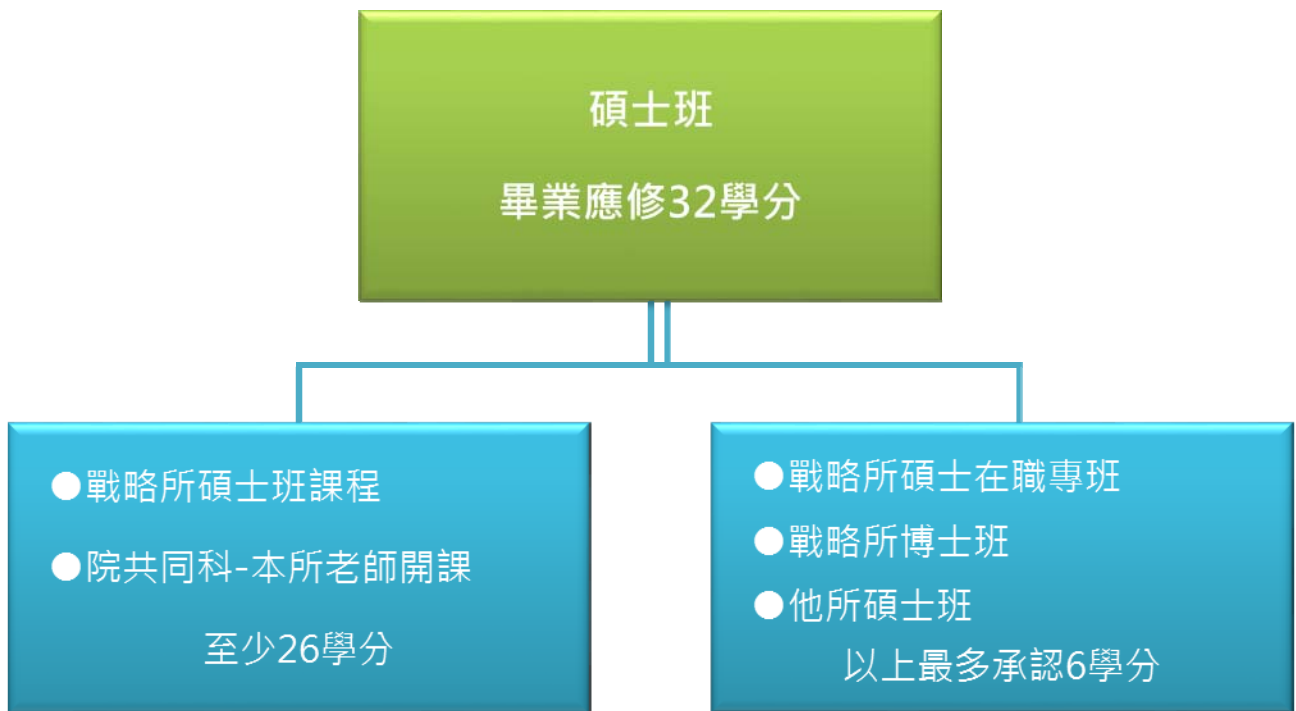 碩士班
畢業應修32學分
●戰略所碩士班課程
●院共同科-本所老師開課
至少26學分
●戰略所碩士在職專班
●戰略所博士班
●他所碩士班
以上最多承認6學分